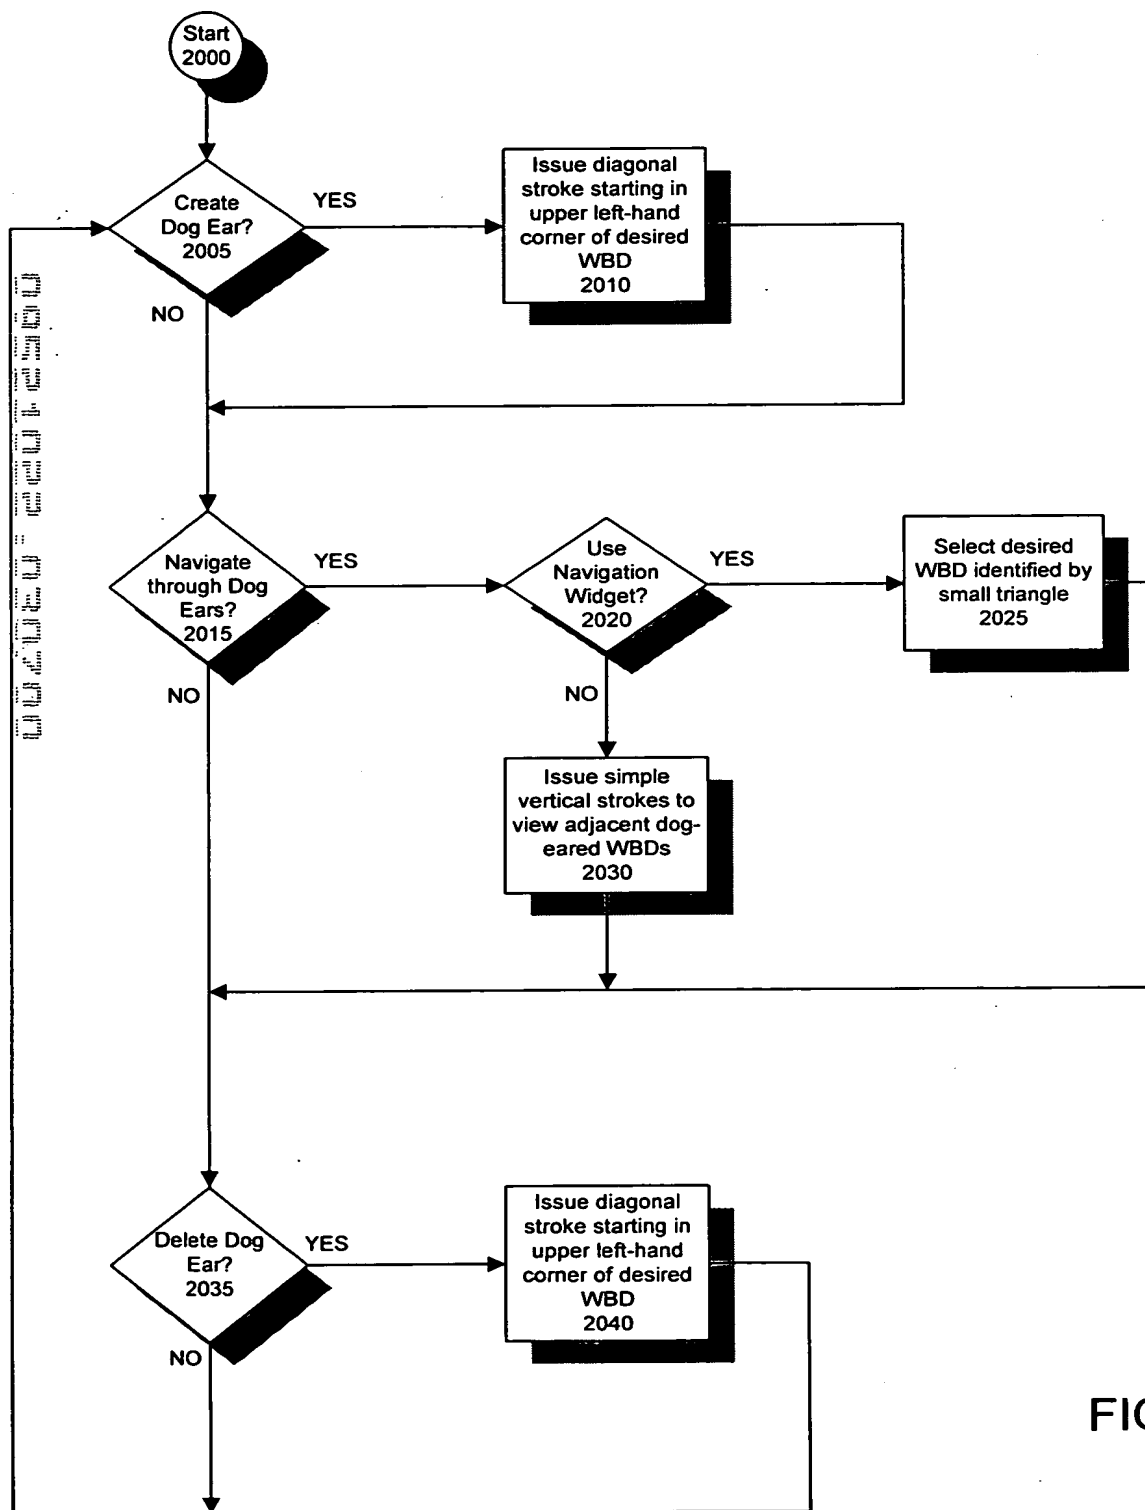 Start
2000
Create
Dog Ear?
2005
YES
NO
Issue diagonal
stroke starting in
upper left-hand
corner of desired
WBD
2010
Navigate
through Dog
Ears?
2015
YES
NO
Use
Navigation
Widget?
2020
YES
NO
Select desired
WBD identified by
small triangle
2025
Issue simple
vertical strokes to
view adjacent dog-
eared WBDs
2030
Delete Dog
Ear?
2035
YES
NO
Issue diagonal
stroke starting in
upper left-hand
corner of desired
WBD
2040